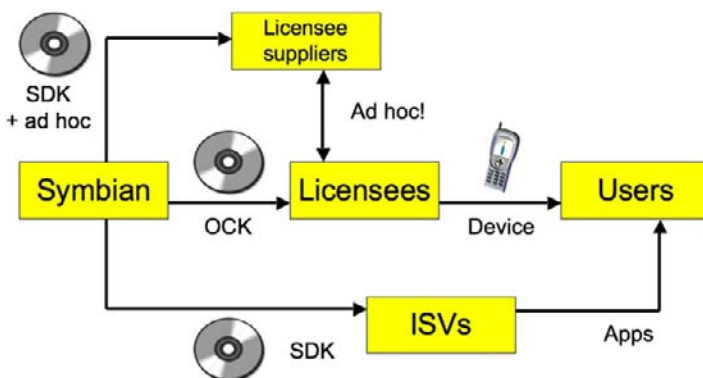 Licensee
suppliers
SDK
+ ad hoc
Ad hoc!
Symbian
Licensees
Users
OCK
Device
ISVs
SDK
Apps